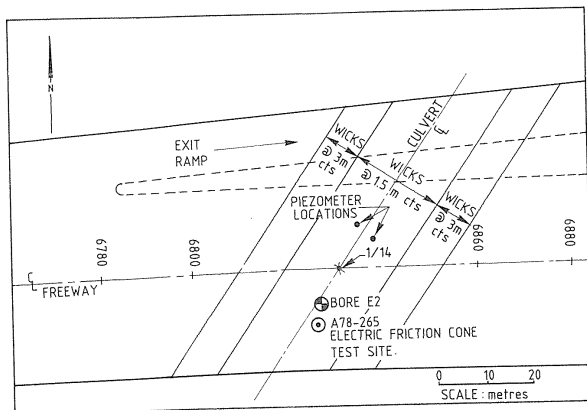 N
EXIT
RAMP
WICKS
@ 3m
cts
CULVERT
℄
WICKS
@ 1.5 m cts
WICKS
@ 3m
cts
PIEZOMETER
LOCATIONS
6780
6800
6860
6880
1/14
℄
FREEWAY
BORE E2
A78-265
ELECTRIC FRICTION CONE
TEST SITE.
0 10 20
SCALE : metres